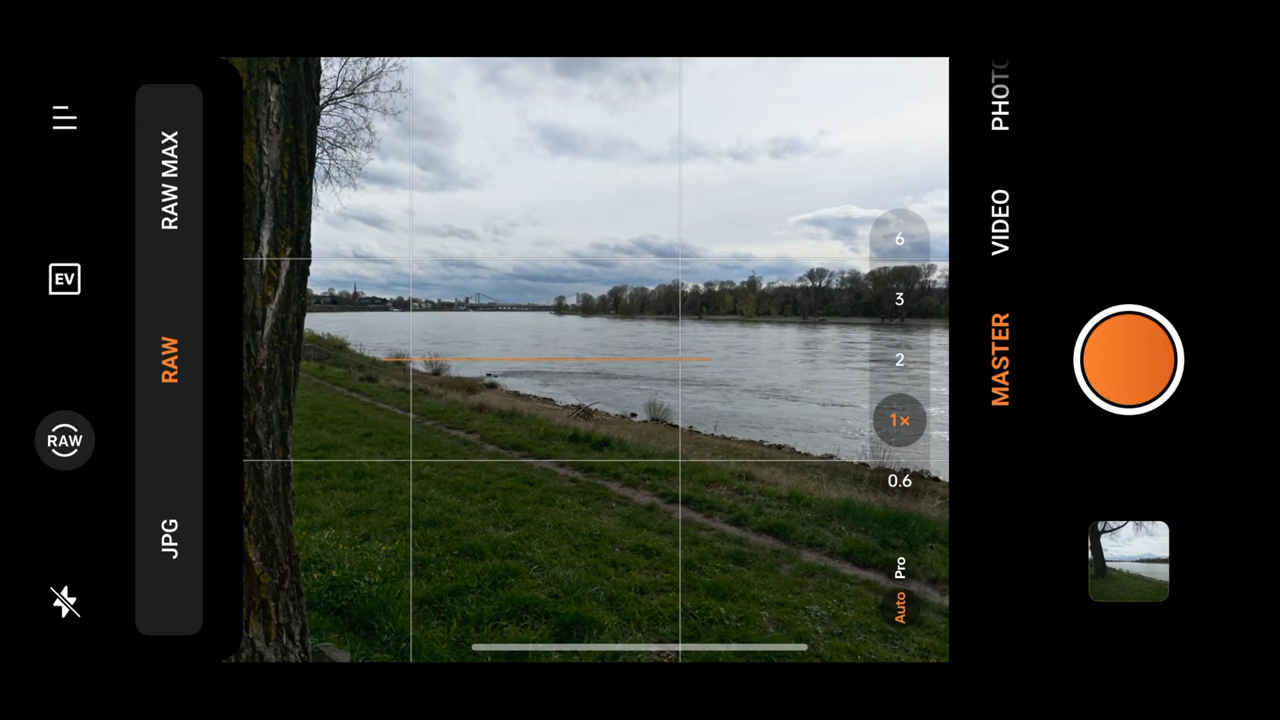 EV
RAW
RAW MAX
RAW
JPG
6
3
2
1×
0.6
Pro
Auto
PHOTO
VIDEO
MASTER